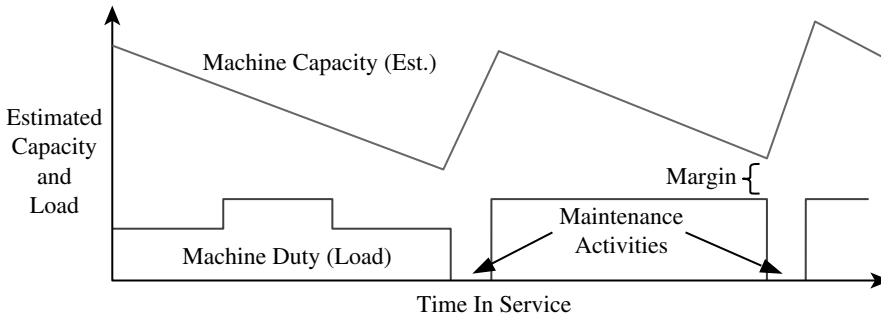 Machine Capacity (Est.)
Estimated
Capacity
and
Load
Margin
Maintenance
Activities
Machine Duty (Load)
Time In Service